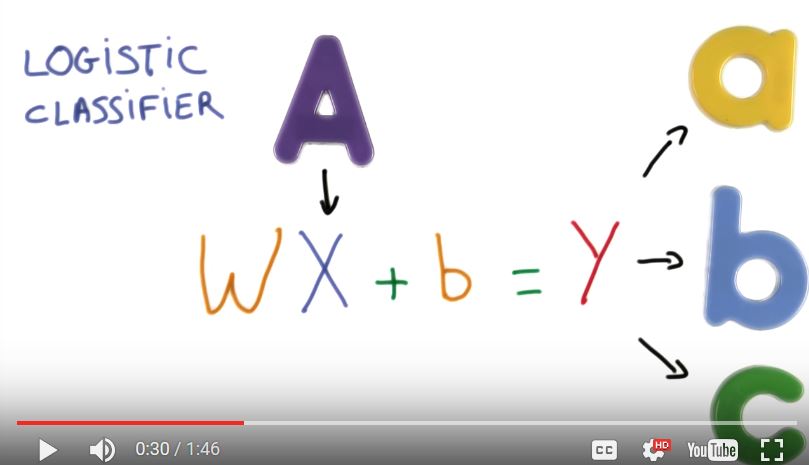 LOGISTIC
CLASSIFIER
A
WX + b = Y
a
b
c
0:30 / 1:46
CC
HD
YouTube